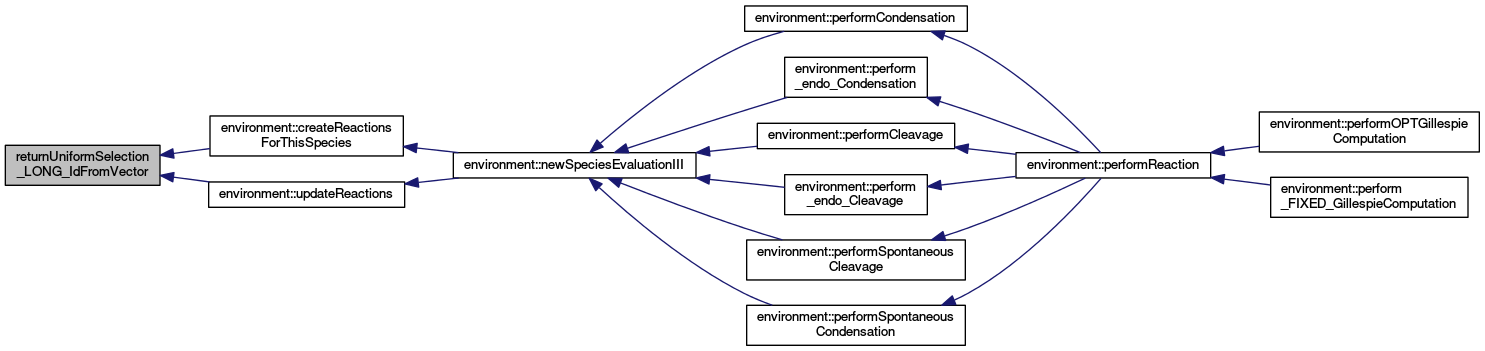 returnUniformSelection
_LONG_IdFromVector
environment::createReactions
ForThisSpecies
environment::updateReactions
environment::newSpeciesEvaluationIII
environment::performCondensation
environment::perform
_endo_Condensation
environment::performCleavage
environment::perform
_endo_Cleavage
environment::performSpontaneous
Cleavage
environment::performSpontaneous
Condensation
environment::performReaction
environment::performOPTGillespie
Computation
environment::perform
_FIXED_GillespieComputation